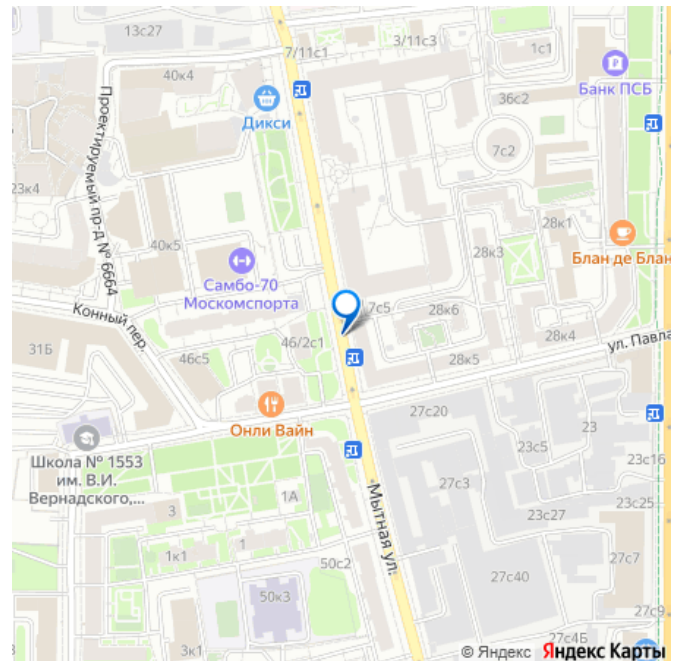 13с27
7/11с1
3/11с3
1с1
Банк ПСБ
40к4
Дикси
36с2
7с2
Проектируемый пр-д № 6664
23к4
40к5
28к1
28к3
Блан де Блан
Самбо-70
Москомспорта
7с5
28к6
Конный пер.
31Б
46с5
46/2с1
28к4
28к5
ул. Павла
Онли Вайн
27с20
23
23с5
23с16
Школа № 1553
им. В.И.
Вернадского,...
27с3
1А
3
23с25
23с27
Мытная ул.
1
1к1
50с2
27с7
27с40
50к3
27с9
3к1
27с4Б
© Яндекс Яндекс Карты